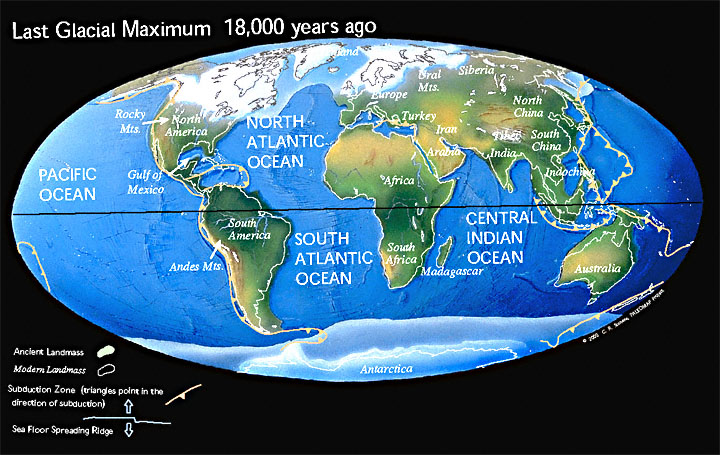 Last Glacial Maximum 18,000 years ago
Ural
Mts.
Siberia
Europe
Rocky
Mts.
North
America
NORTH
ATLANTIC
OCEAN
Turkey
Iran
Arabia
Tibet
North
China
South
China
India
Indochina
PACIFIC
OCEAN
Gulf of
Mexico
Africa
South
America
SOUTH
ATLANTIC
OCEAN
CENTRAL
INDIAN
OCEAN
Andes Mts.
South
Africa
Madagascar
Australia
Antarctica
Ancient Landmass
Modern Landmass
Subduction Zone (triangles point in the
direction of subduction)
Sea Floor Spreading Ridge